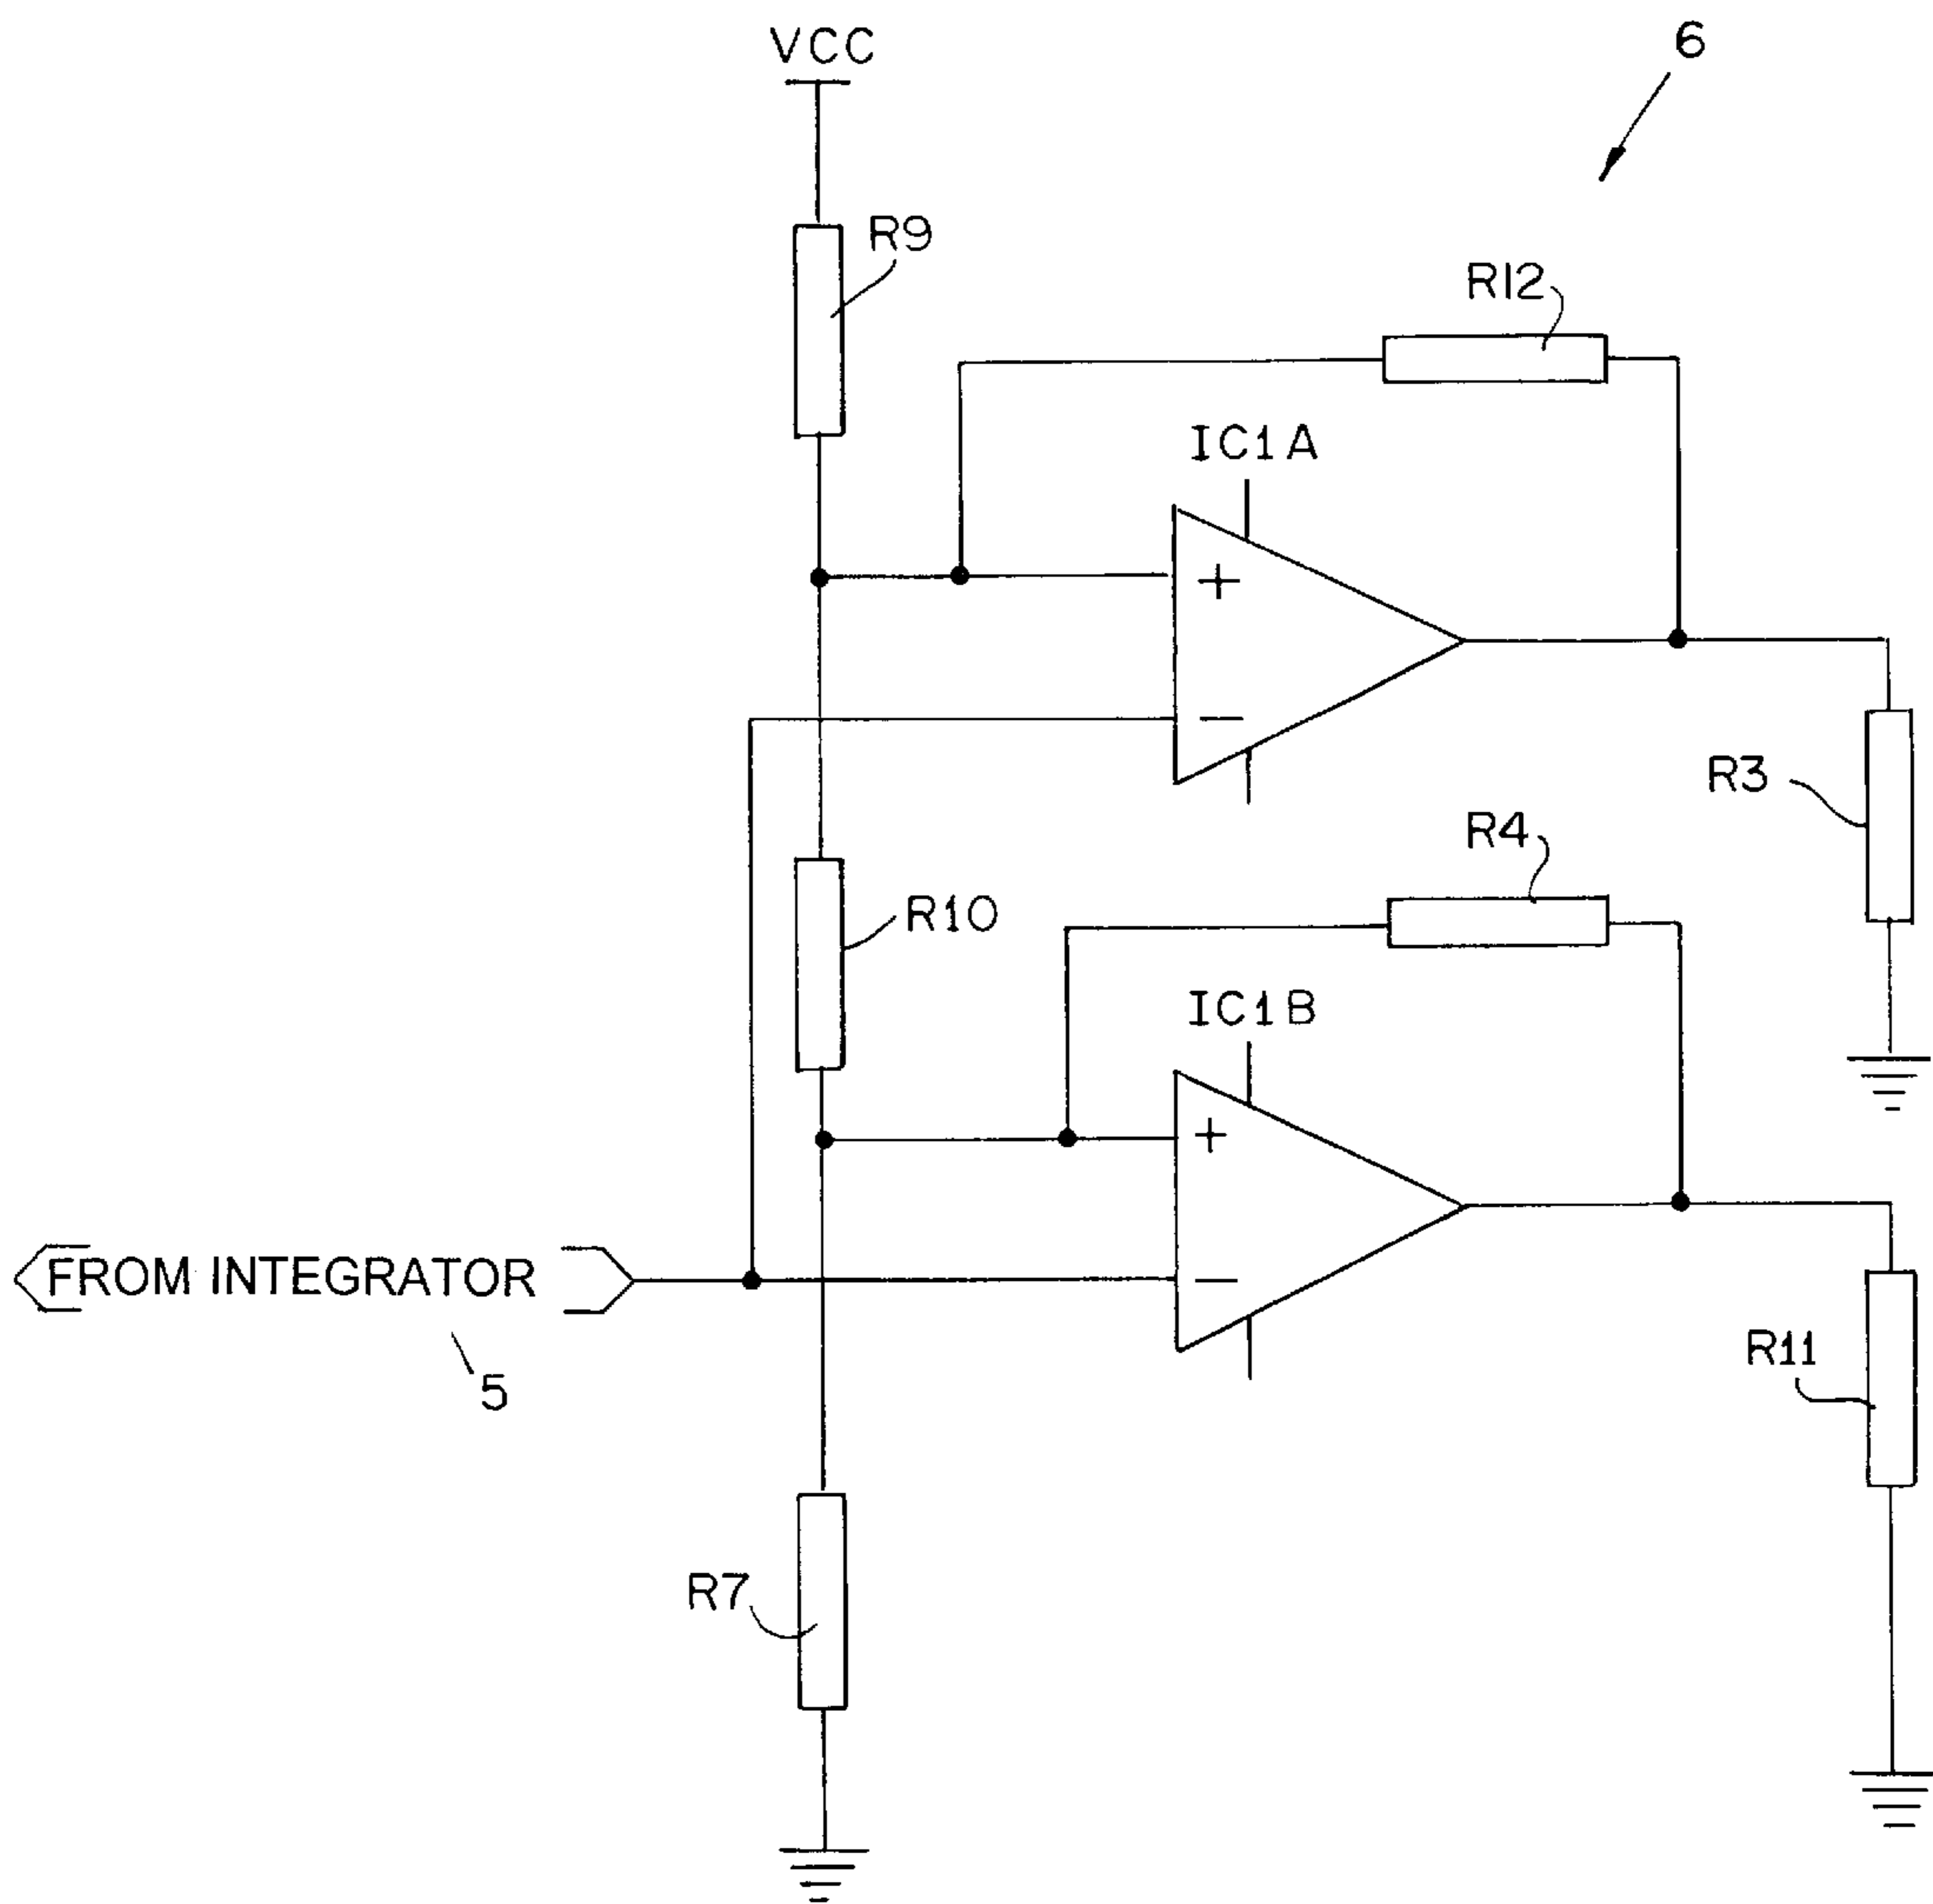 VCC
6
R9
R12
IC1A
+
−
R3
R4
R10
IC1B
+
FROM INTEGRATOR
−
R11
5
R7